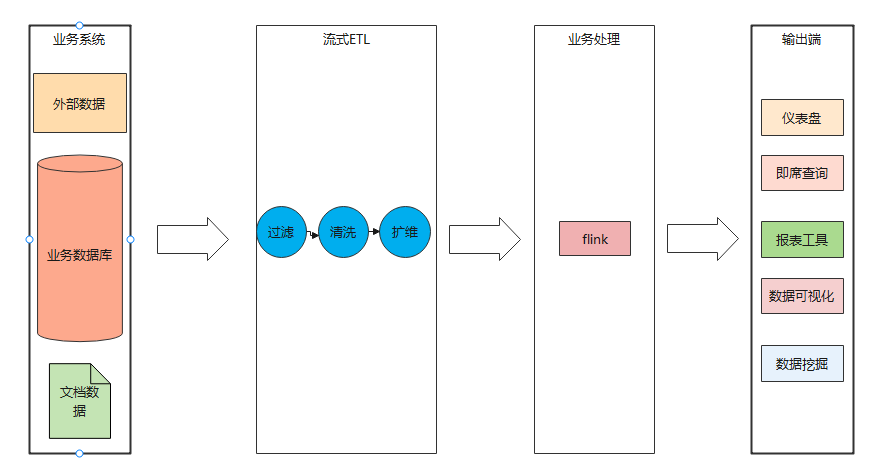 业务系统
外部数据
业务数据库
文档数
据
流式ETL
过滤
清洗
扩维
业务处理
flink
输出端
仪表盘
即席查询
报表工具
数据可视化
数据挖掘